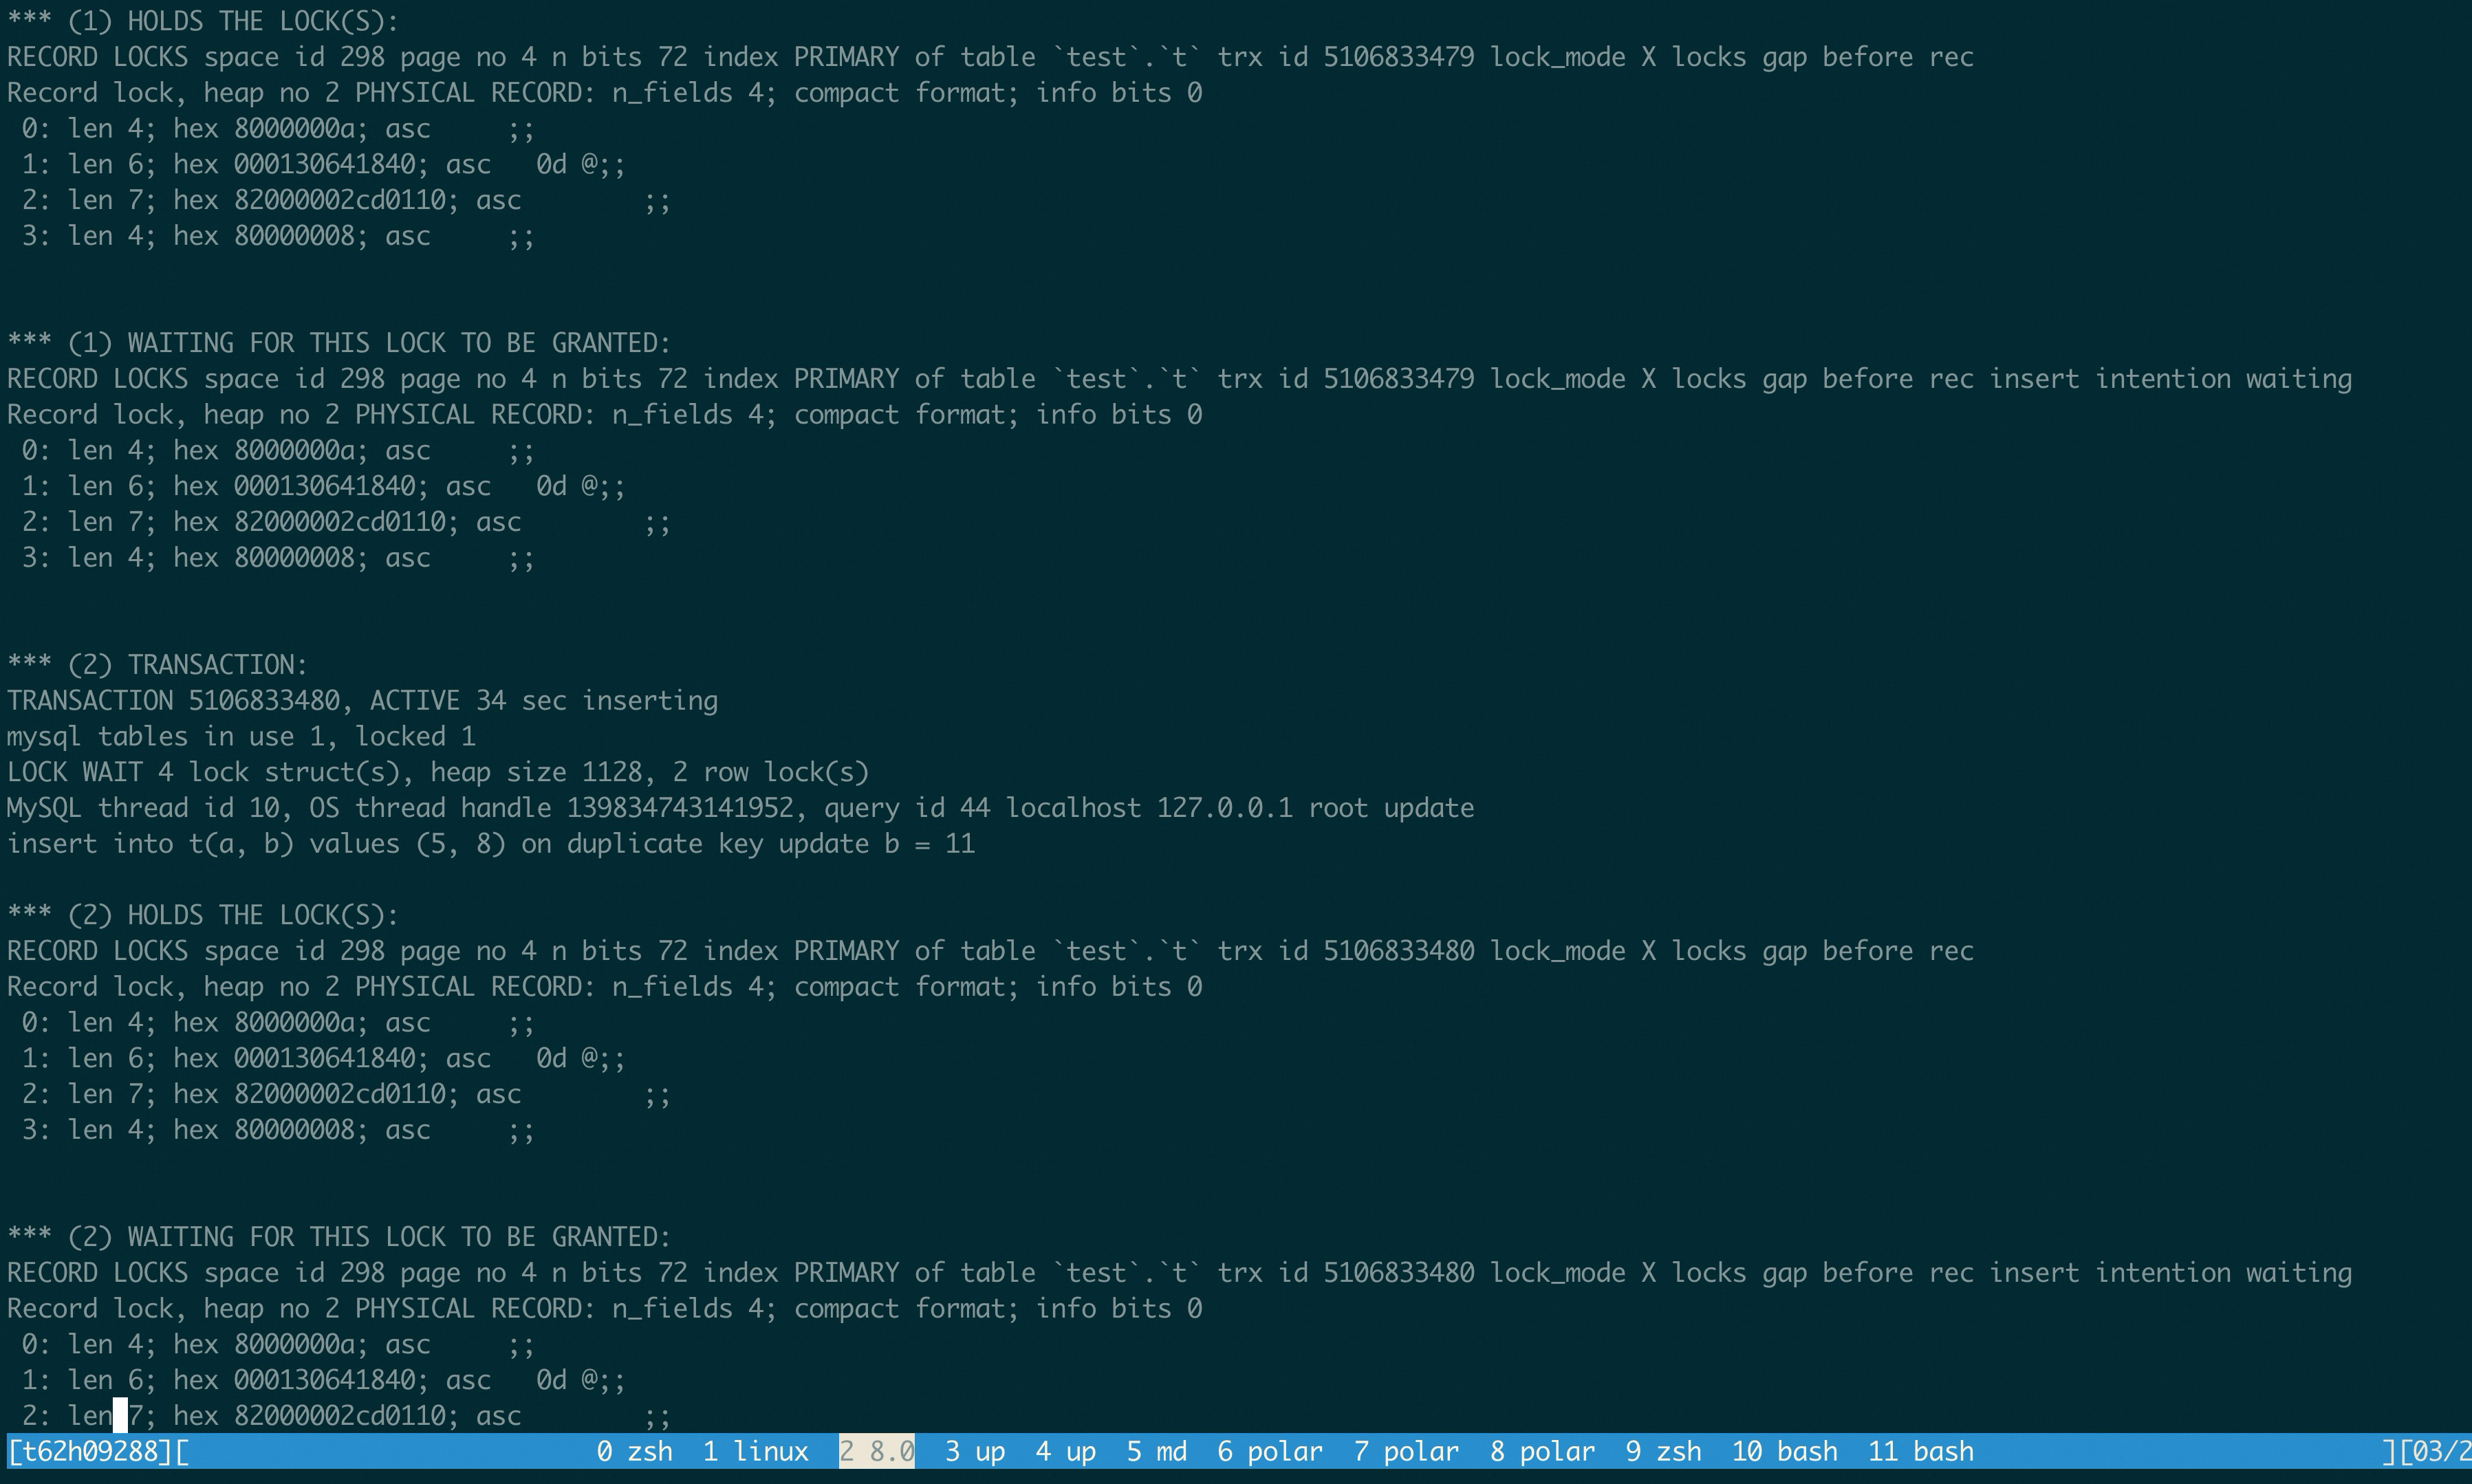 *** (1) HOLDS THE LOCK(S):
RECORD LOCKS space id 298 page no 4 n bits 72 index PRIMARY of table `test`.`t` trx id 5106833479 lock_mode X locks gap before rec
Record lock, heap no 2 PHYSICAL RECORD: n_fields 4; compact format; info bits 0
 0: len 4; hex 8000000a; asc     ;;
 1: len 6; hex 000130641840; asc   0d @;;
 2: len 7; hex 82000002cd0110; asc        ;;
 3: len 4; hex 80000008; asc     ;;
*** (1) WAITING FOR THIS LOCK TO BE GRANTED:
RECORD LOCKS space id 298 page no 4 n bits 72 index PRIMARY of table `test`.`t` trx id 5106833479 lock_mode X locks gap before rec insert intention waiting
Record lock, heap no 2 PHYSICAL RECORD: n_fields 4; compact format; info bits 0
 0: len 4; hex 8000000a; asc     ;;
 1: len 6; hex 000130641840; asc   0d @;;
 2: len 7; hex 82000002cd0110; asc        ;;
 3: len 4; hex 80000008; asc     ;;
*** (2) TRANSACTION:
TRANSACTION 5106833480, ACTIVE 34 sec inserting
mysql tables in use 1, locked 1
LOCK WAIT 4 lock struct(s), heap size 1128, 2 row lock(s)
MySQL thread id 10, OS thread handle 139834743141952, query id 44 localhost 127.0.0.1 root update
insert into t(a, b) values (5, 8) on duplicate key update b = 11
*** (2) HOLDS THE LOCK(S):
RECORD LOCKS space id 298 page no 4 n bits 72 index PRIMARY of table `test`.`t` trx id 5106833480 lock_mode X locks gap before rec
Record lock, heap no 2 PHYSICAL RECORD: n_fields 4; compact format; info bits 0
 0: len 4; hex 8000000a; asc     ;;
 1: len 6; hex 000130641840; asc   0d @;;
 2: len 7; hex 82000002cd0110; asc        ;;
 3: len 4; hex 80000008; asc     ;;
*** (2) WAITING FOR THIS LOCK TO BE GRANTED:
RECORD LOCKS space id 298 page no 4 n bits 72 index PRIMARY of table `test`.`t` trx id 5106833480 lock_mode X locks gap before rec insert intention waiting
Record lock, heap no 2 PHYSICAL RECORD: n_fields 4; compact format; info bits 0
 0: len 4; hex 8000000a; asc     ;;
 1: len 6; hex 000130641840; asc   0d @;;
 2: len 7; hex 82000002cd0110; asc        ;;
[t62h09288][ 0 zsh 1 linux 2 8.0 3 up 4 up 5 md 6 polar 7 polar 8 polar 9 zsh 10 bash 11 bash ][03/2